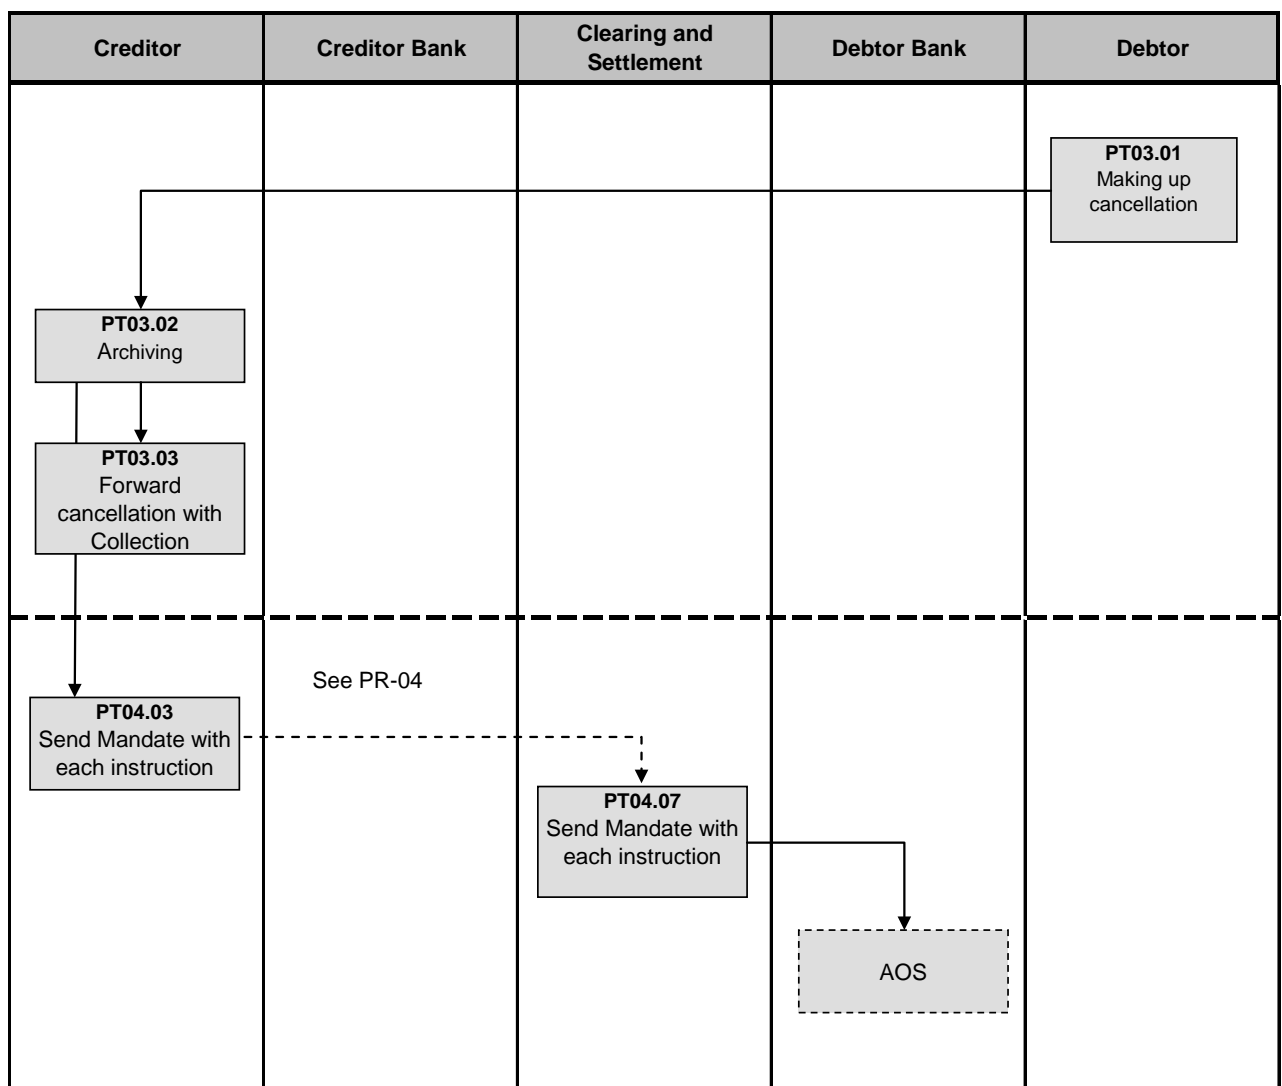 Creditor
Creditor Bank
Clearing and
Settlement
Debtor Bank
Debtor
PT03.01
Making up
cancellation
PT03.02
Archiving
PT03.03
Forward
cancellation with
Collection
See PR-04
PT04.03
Send Mandate with
each instruction
PT04.07
Send Mandate with
each instruction
AOS